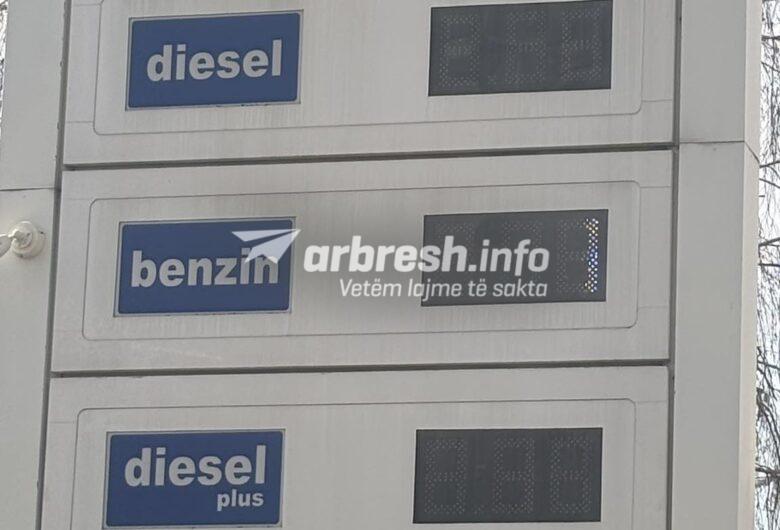 diesel
benzin
arbresh.info
Vetëm lajme të sakta
diesel
plus